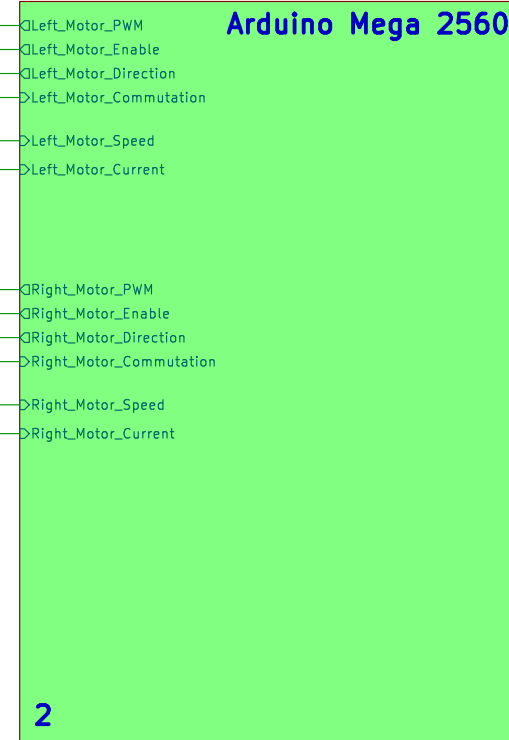 Arduino Mega 2560
Left_Motor_PWM
Left_Motor_Enable
Left_Motor_Direction
Left_Motor_Commutation
Left_Motor_Speed
Left_Motor_Current
Right_Motor_PWM
Right_Motor_Enable
Right_Motor_Direction
Right_Motor_Commutation
Right_Motor_Speed
Right_Motor_Current
2